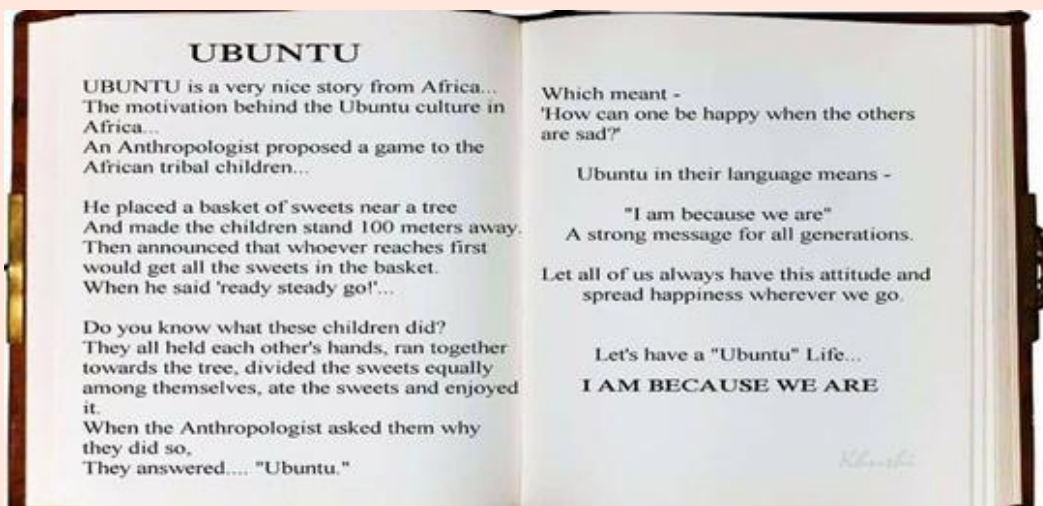 UBUNTU
UBUNTU is a very nice story from Africa...
The motivation behind the Ubuntu culture in
Africa...
An Anthropologist proposed a game to the
African tribal children...
He placed a basket of sweets near a tree
And made the children stand 100 meters away.
Then announced that whoever reaches first
would get all the sweets in the basket.
When he said 'ready steady go!'...
Do you know what these children did?
They all held each other's hands, ran together
towards the tree, divided the sweets equally
among themselves, ate the sweets and enjoyed
it.
When the Anthropologist asked them why
they did so,
They answered.... "Ubuntu."
Which meant -
'How can one be happy when the others
are sad?'
Ubuntu in their language means -
"I am because we are"
A strong message for all generations.
Let all of us always have this attitude and
spread happiness wherever we go.
Let's have a "Ubuntu" Life...
I AM BECAUSE WE ARE
Khushi